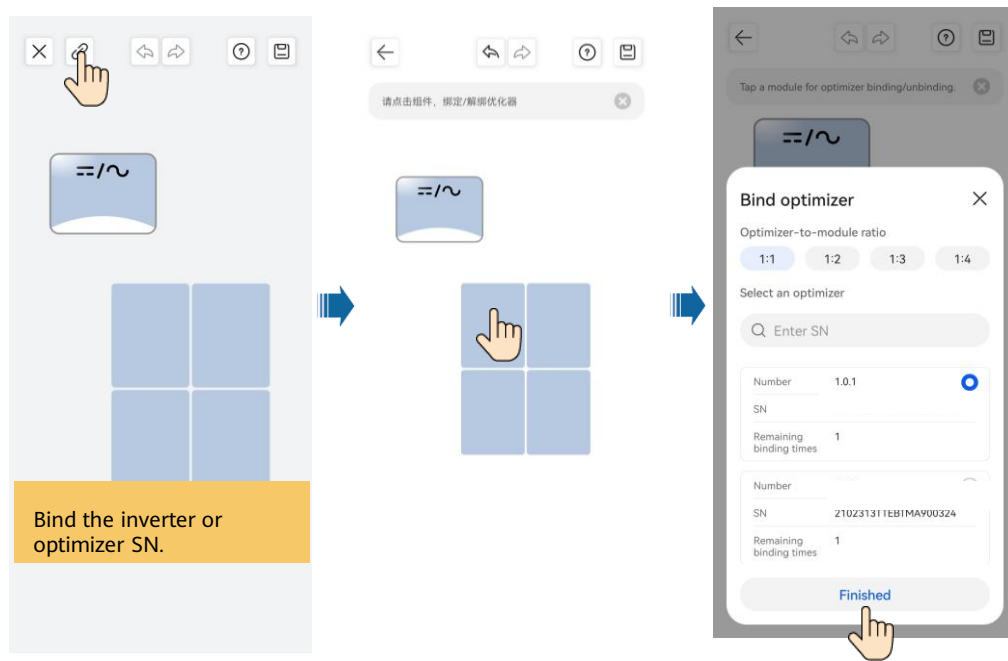 Bind the inverter or
optimizer SN.
请点击组件，绑定/解绑优化器
Tap a module for optimizer binding/unbinding.
Bind optimizer
Optimizer-to-module ratio
1:1 1:2 1:3 1:4
Select an optimizer
Enter SN
Number 1.0.1
SN
Remaining
binding times 1
Number
SN 2102313TTEBTMA900324
Remaining
binding times 1
Finished